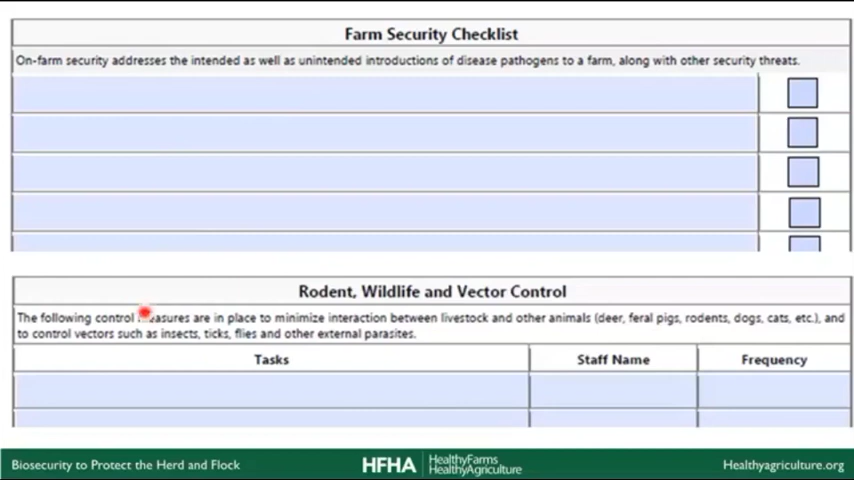 Farm Security Checklist
On-farm security addresses the intended as well as unintended introductions of disease pathogens to a farm, along with other security threats.
Rodent, Wildlife and Vector Control
The following control measures are in place to minimize interaction between livestock and other animals (deer, feral pigs, rodents, dogs, cats, etc.), and
to control vectors such as insects, ticks, flies and other external parasites.
Tasks Staff Name Frequency
Biosecurity to Protect the Herd and Flock
HFHA
HealthyFarms
HealthyAgriculture
Healthyagriculture.org